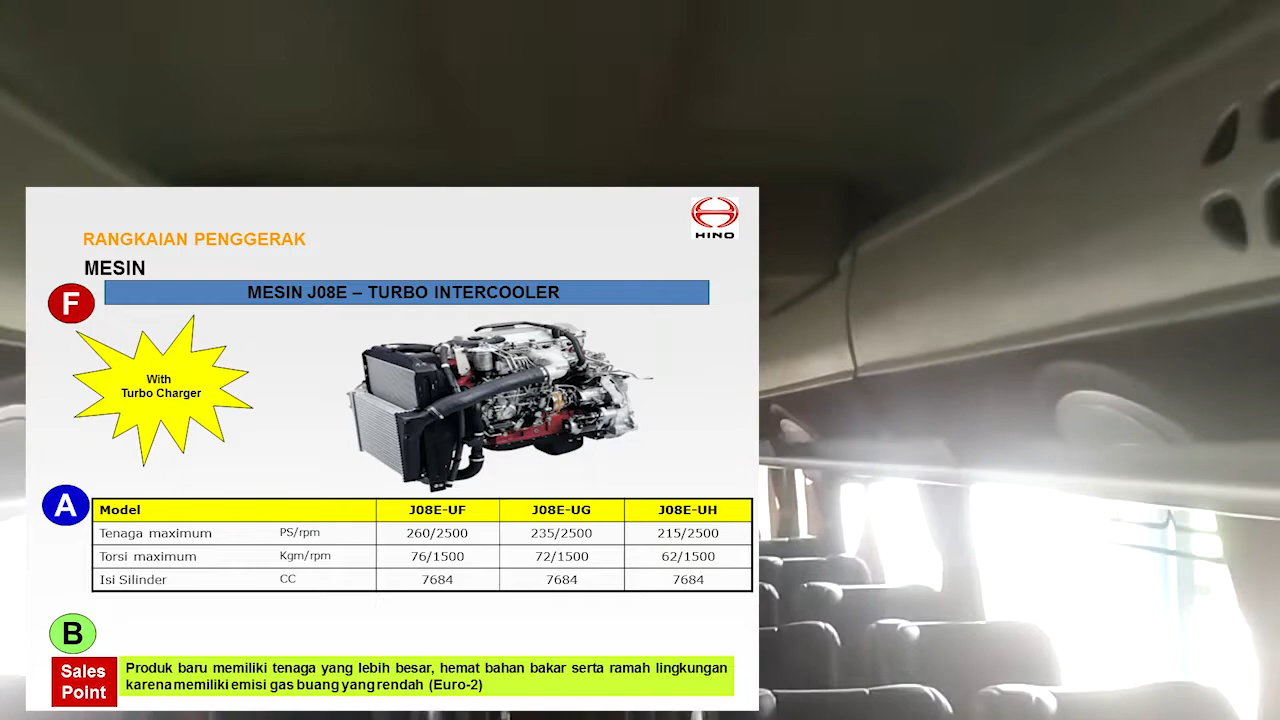 HINO
RANGKAIAN PENGGERAK
MESIN
F
MESIN J08E – TURBO INTERCOOLER
With
Turbo Charger
A
Model J08E-UF J08E-UG J08E-UH
Tenaga maximum PS/rpm 260/2500 235/2500 215/2500
Torsi maximum Kgm/rpm 76/1500 72/1500 62/1500
Isi Silinder CC 7684 7684 7684
B
Sales
Point
Produk baru memiliki tenaga yang lebih besar, hemat bahan bakar serta ramah lingkungan
karena memiliki emisi gas buang yang rendah (Euro-2)